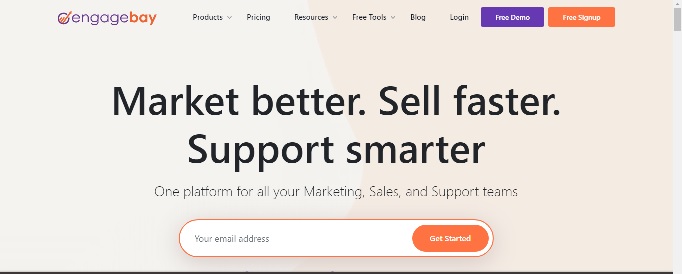 engagebay Products Pricing Resources Free Tools Blog Login Free Demo Free Signup
Market better. Sell faster.
Support smarter
One platform for all your Marketing, Sales, and Support teams
Your email address Get Started